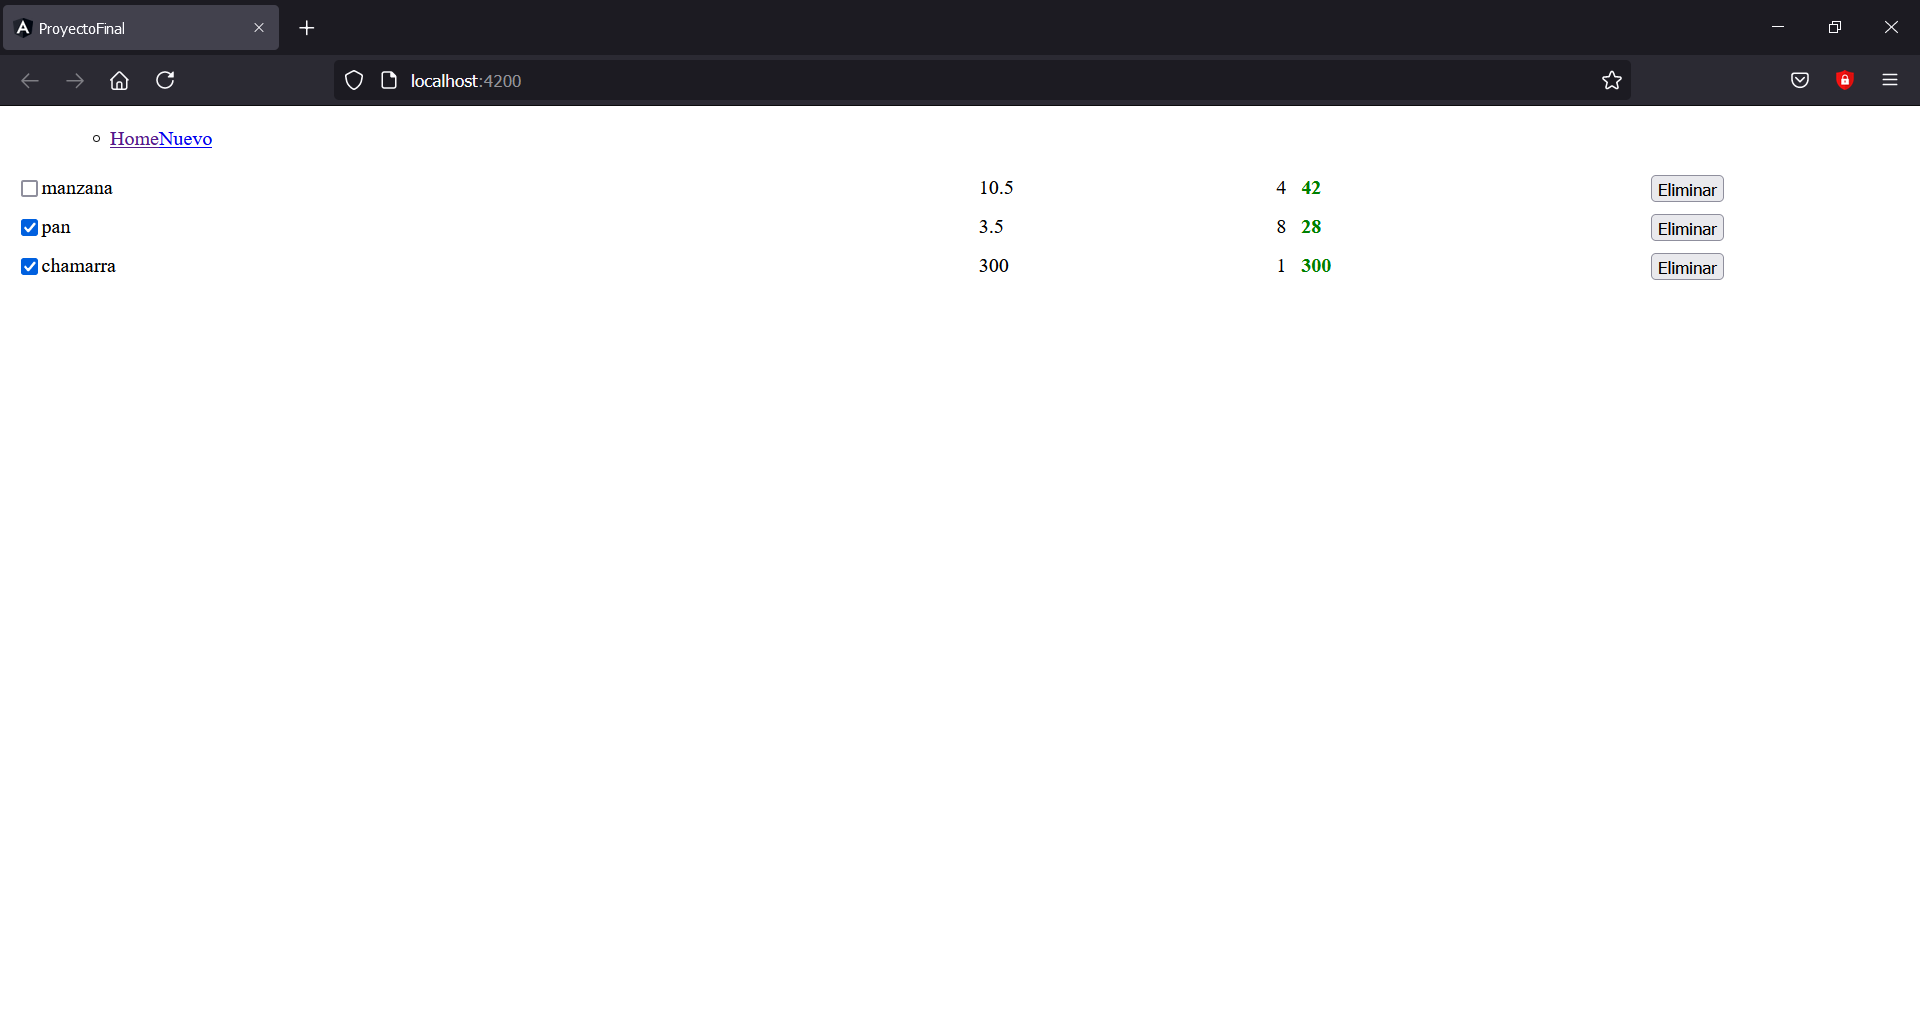 ProyectoFinal
localhost:4200
HomeNuevo
manzana 10.5 4 42 Eliminar
pan 3.5 8 28 Eliminar
chamarra 300 1 300 Eliminar